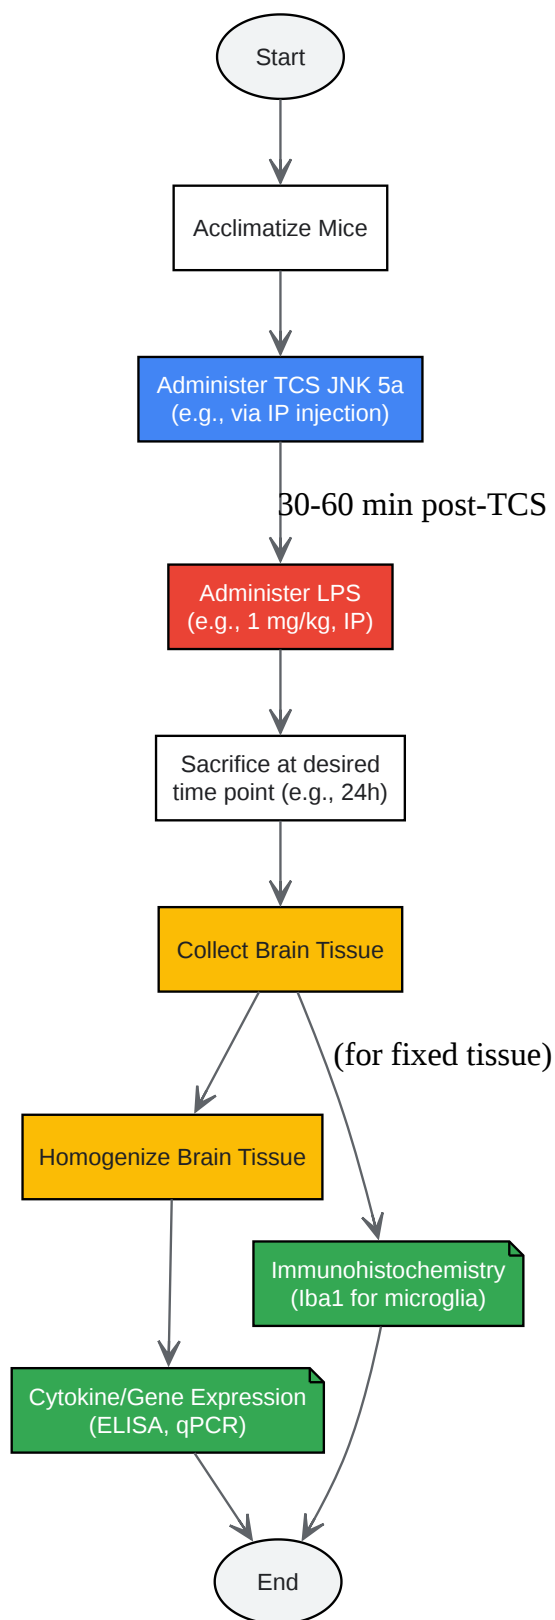 Start
Acclimatize Mice
Administer TCS JNK 5a
(e.g., via IP injection)
30-60 min post-TCS
Administer LPS
(e.g., 1 mg/kg, IP)
Sacrifice at desired
time point (e.g., 24h)
Collect Brain Tissue
(for fixed tissue)
Homogenize Brain Tissue
Immunohistochemistry
(Iba1 for microglia)
Cytokine/Gene Expression
(ELISA, qPCR)
End